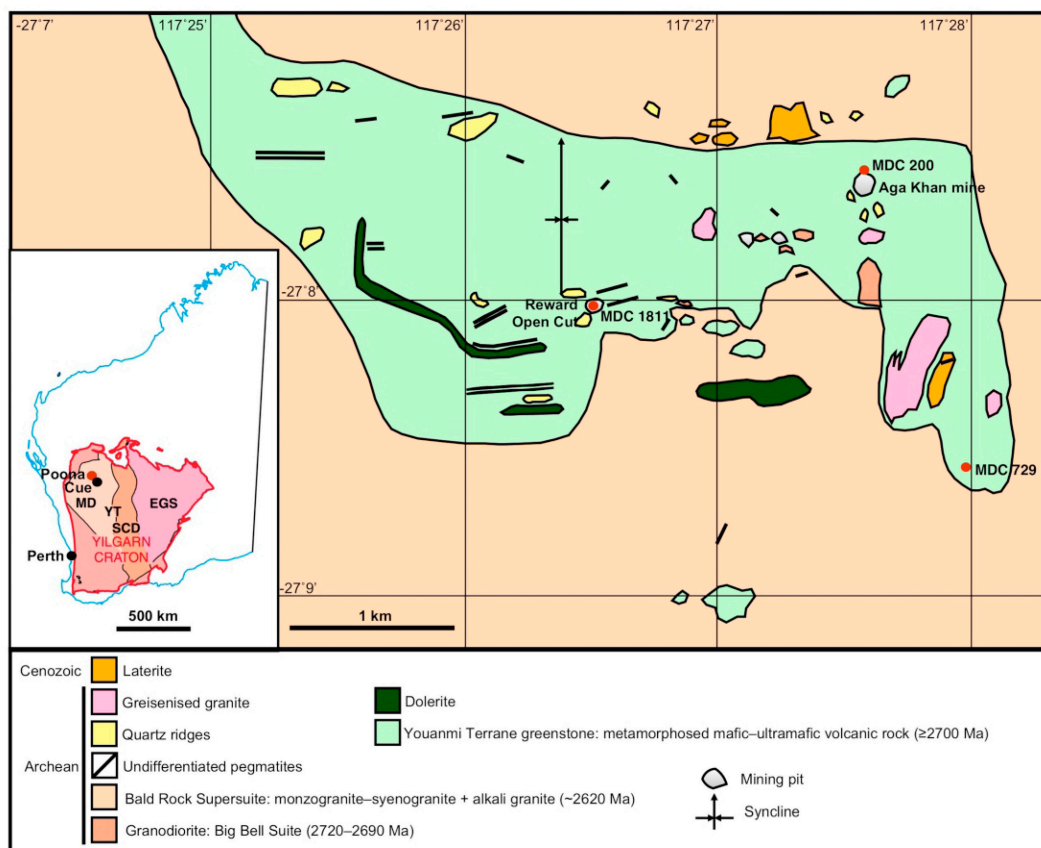 -27°7'
117°25'
117°26'
117°27'
117°28'
MDC 200
Aga Khan mine
-27°8'
Reward
Open Cut
MDC 1811
MDC 729
Poona
Cue
MD
YT
EGS
SCD
YILGARN
CRATON
Perth
500 km
-27°9'
1 km
Cenozoic
Laterite
Greisenised granite
Dolerite
Quartz ridges
Youanmi Terrane greenstone: metamorphosed mafic–ultramafic volcanic rock (≥2700 Ma)
Archean
Undifferentiated pegmatites
Mining pit
Bald Rock Supersuite: monzogranite–syenogranite + alkali granite (~2620 Ma)
Syncline
Granodiorite: Big Bell Suite (2720–2690 Ma)